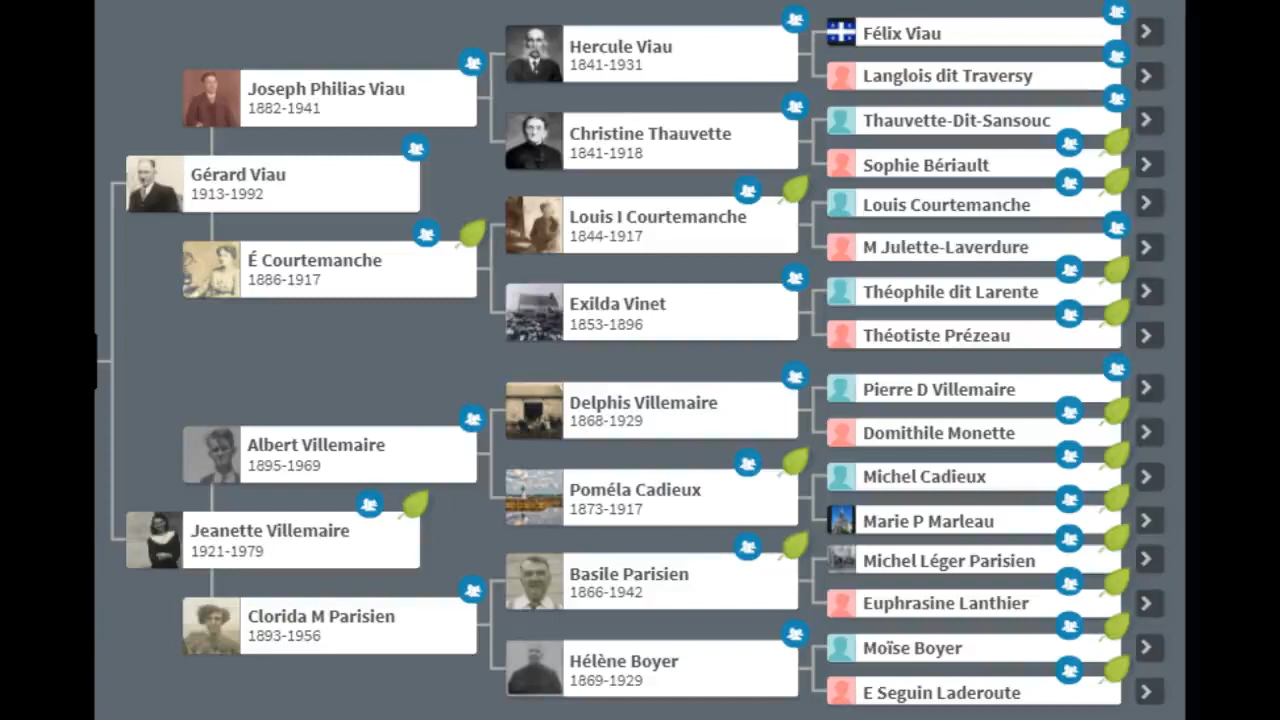 Joseph Philias Viau
1882-1941
Gérard Viau
1913-1992
É Courtemanche
1886-1917
Albert Villemaire
1895-1969
Jeanette Villemaire
1921-1979
Clorida M Parisien
1893-1956
Hercule Viau
1841-1931
Christine Thauvette
1841-1918
Louis I Courtemanche
1844-1917
Exilda Vinet
1853-1896
Delphis Villemaire
1868-1929
Poméla Cadieux
1873-1917
Basile Parisien
1866-1942
Hélène Boyer
1869-1929
Félix Viau
Langlois dit Traversy
Thauvette-Dit-Sansouc
Sophie Bériault
Louis Courtemanche
M Julette-Laverdure
Théophile dit Larente
Théotiste Prézeau
Pierre D Villemaire
Domithile Monette
Michel Cadieux
Marie P Marleau
Michel Léger Parisien
Euphrasine Lanthier
Moïse Boyer
E Seguin Laderoute